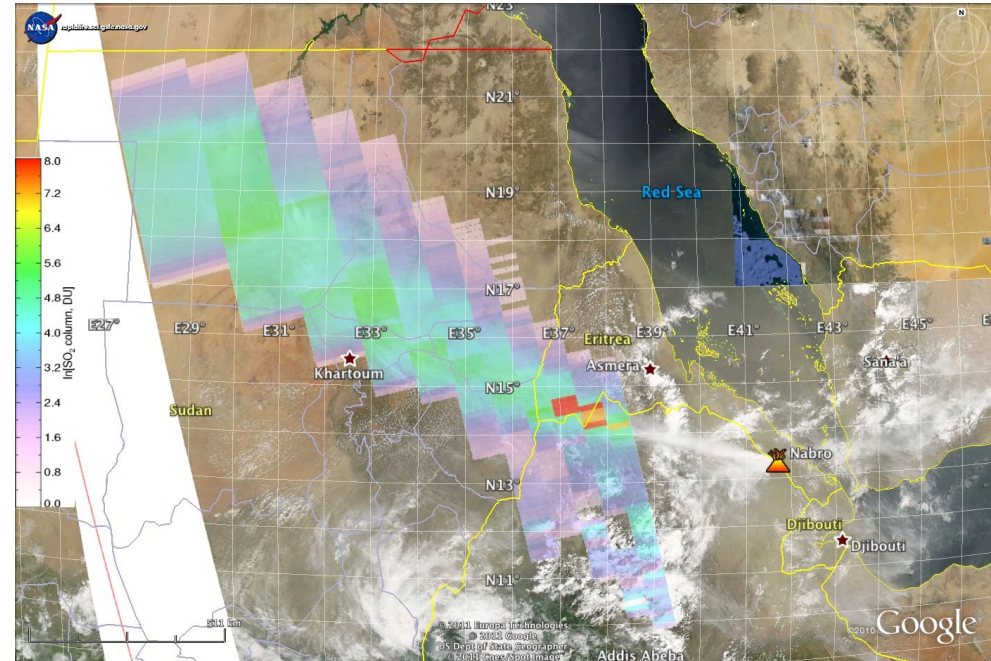 NASA
rapidfire.sci.gsfc.nasa.gov
N23
N
N21°
8.0
7.2
N19°
Red Sea
6.4
5.6
4.8
N17°
4.0
E27°
E29°
E31°
E33°
E35°
E37°
E39°
E41°
E43°
E45°
Eritrea
3.2
ln[SO₂ column, DU]
Khartoum
Asmera
Sana'a
N15°
2.4
Sudan
1.6
Nabro
0.8
N13°
0.0
Djibouti
Djibouti
N11°
511 km
© 2011 Europa Technologies
© 2011 Google
US Dept of State Geographer
© 2011 Cnes/Spot Image
©2010 Google
Addis Abeba